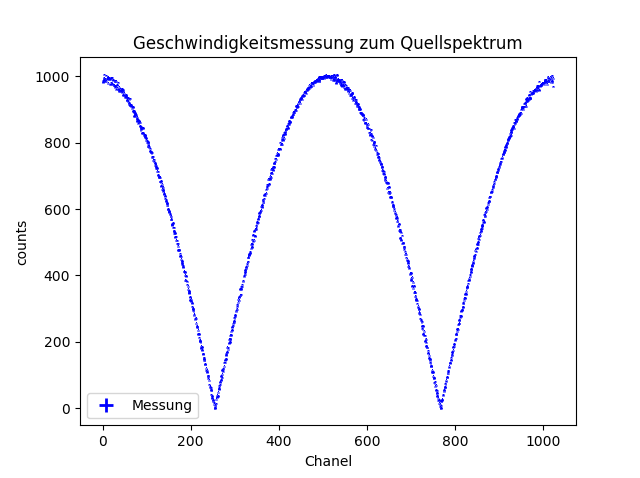 Geschwindigkeitsmessung zum Quellspektrum
1000
800
600
400
200
0
counts
Messung
0 200 400 600 800 1000
Chanel